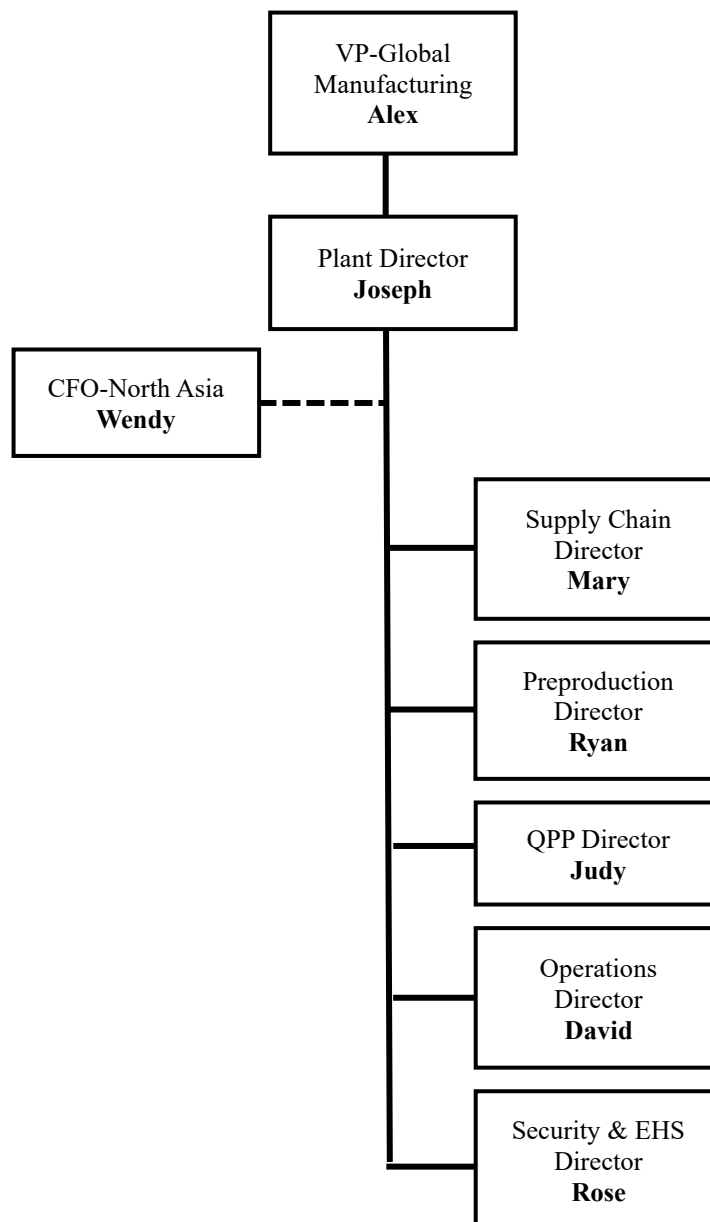 VP-Global
Manufacturing
Alex
Plant Director
Joseph
CFO-North Asia
Wendy
Supply Chain
Director
Mary
Preproduction
Director
Ryan
QPP Director
Judy
Operations
Director
David
Security & EHS
Director
Rose